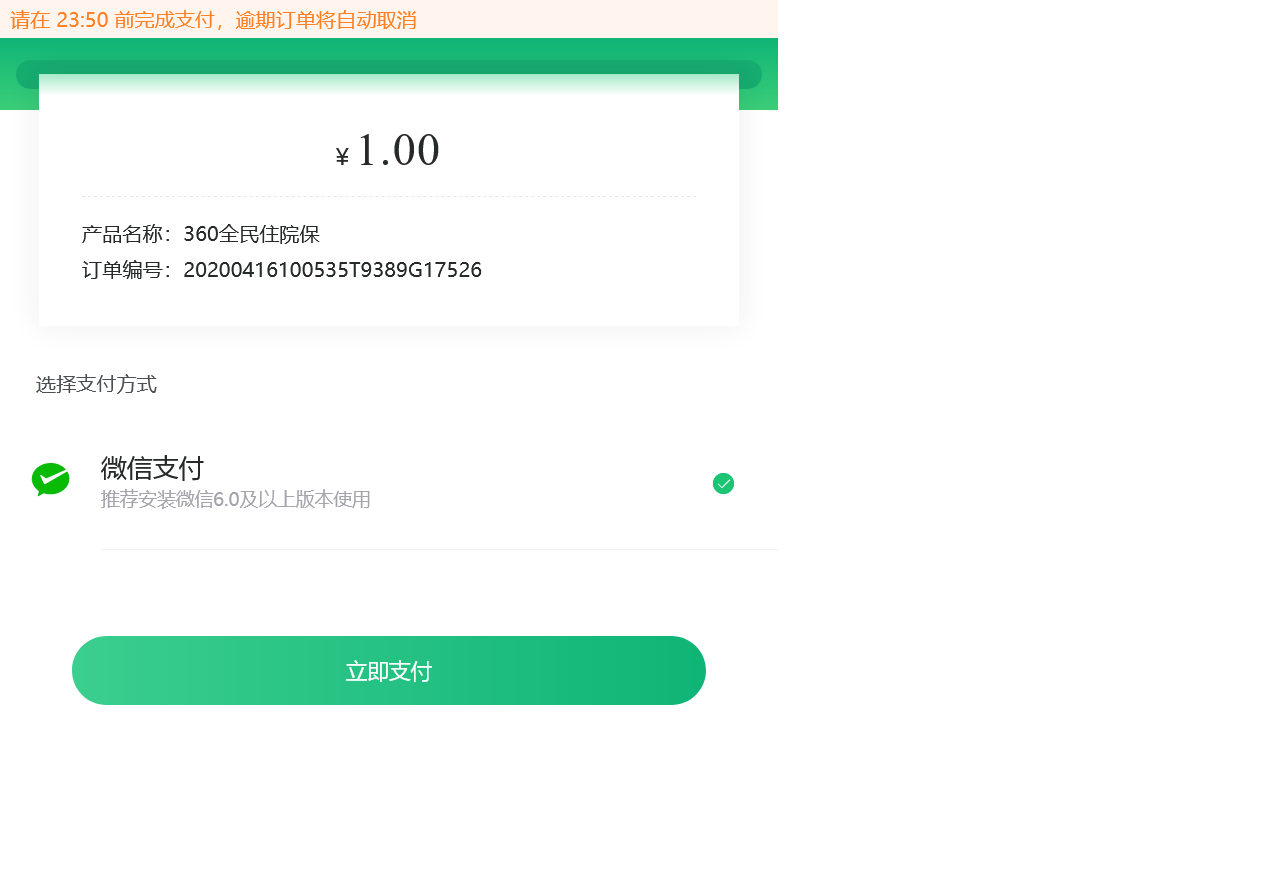 请在 23:50 前完成支付，逾期订单将自动取消
¥ 1.00
产品名称：360全民住院保
订单编号：20200416100535T9389G17526
选择支付方式
微信支付
推荐安装微信6.0及以上版本使用
立即支付